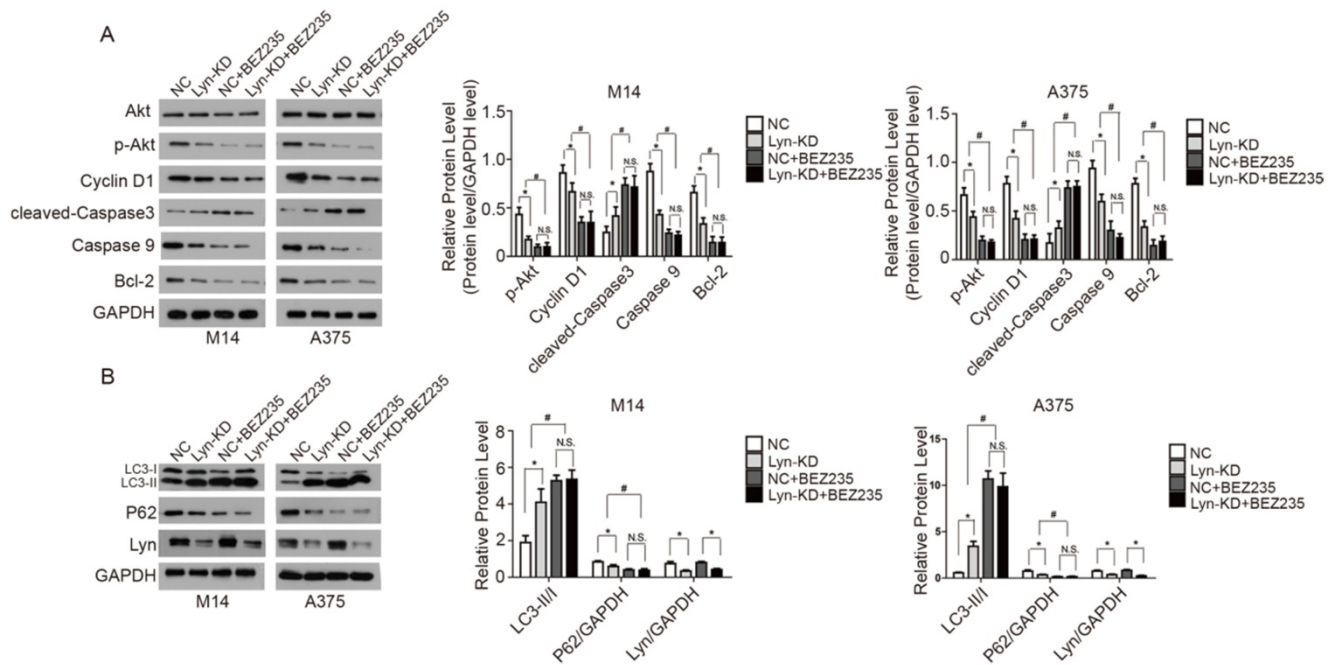 A
NC
Lyn-KD
NC+BEZ235
Lyn-KD+BEZ235
NC
Lyn-KD
NC+BEZ235
Lyn-KD+BEZ235
Akt
p-Akt
Cyclin D1
cleaved-Caspase3
Caspase 9
Bcl-2
GAPDH
M14
A375
M14
Relative Protein Level
(Protein level/GAPDH level)
1.5
1.0
0.5
0.0
* # * # * # * # * #
N.S. N.S. N.S. N.S. N.S.
p-Akt
Cyclin D1
cleaved-Caspase3
Caspase 9
Bcl-2
NC
Lyn-KD
NC+BEZ235
Lyn-KD+BEZ235
A375
Relative Protein Level
(Protein level/GAPDH level)
1.5
1.0
0.5
0.0
* # * # * # * # * #
N.S. N.S. N.S. N.S. N.S.
p-Akt
Cyclin D1
cleaved-Caspase3
Caspase 9
Bcl-2
NC
Lyn-KD
NC+BEZ235
Lyn-KD+BEZ235
B
NC
Lyn-KD
NC+BEZ235
Lyn-KD+BEZ235
NC
Lyn-KD
NC+BEZ235
Lyn-KD+BEZ235
LC3-I
LC3-II
P62
Lyn
GAPDH
M14
A375
M14
Relative Protein Level
6
4
2
0
* # N.S.
* # N.S.
* *
LC3-II/I
P62/GAPDH
Lyn/GAPDH
NC
Lyn-KD
NC+BEZ235
Lyn-KD+BEZ235
A375
Relative Protein Level
15
10
5
0
* # N.S.
* # N.S.
* *
LC3-II/I
P62/GAPDH
Lyn/GAPDH
NC
Lyn-KD
NC+BEZ235
Lyn-KD+BEZ235